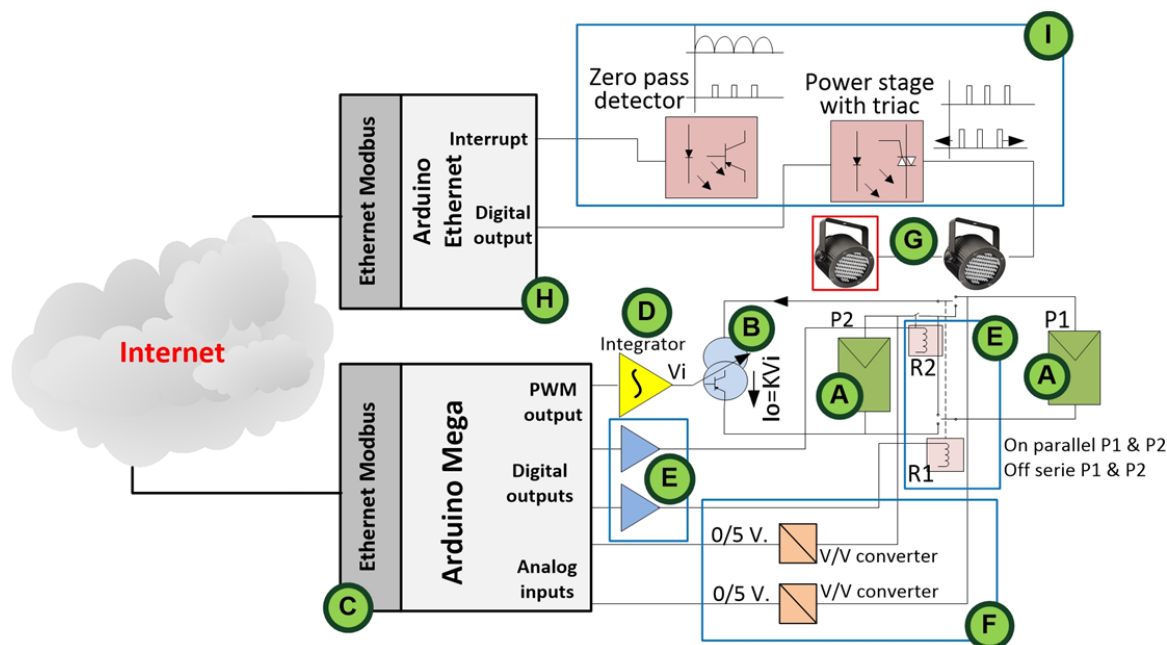 I
Zero pass
detector
Power stage
with triac
Ethernet Modbus
Arduino
Ethernet
Interrupt
Digital
output
H
G
Internet
D
Integrator
Vi
B
Io=KVi
P2
A
R2
E
P1
A
R1
On parallel P1 & P2
Off serie P1 & P2
Ethernet Modbus
Arduino Mega
PWM
output
Digital
outputs
Analog
inputs
E
C
0/5 V.
V/V converter
0/5 V.
V/V converter
F